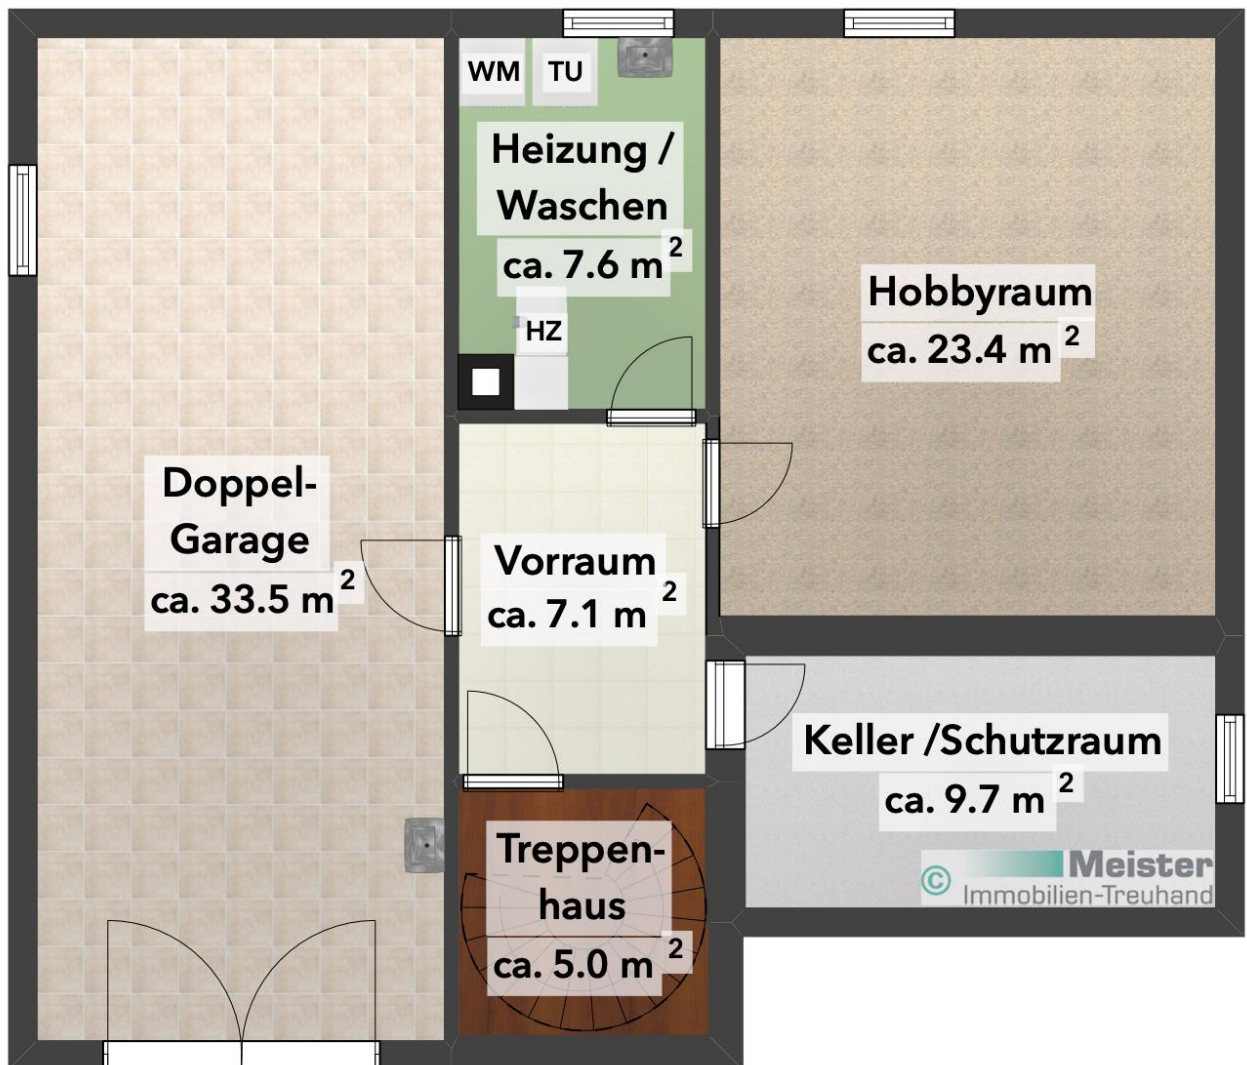 WM
TU
Heizung /
Waschen
ca. 7.6 m²
HZ
Hobbyraum
ca. 23.4 m²
Doppel-
Garage
ca. 33.5 m²
Vorraum
ca. 7.1 m²
Keller /Schutzraum
ca. 9.7 m²
Treppen-
haus
ca. 5.0 m²
© Meister
Immobilien-Treuhand